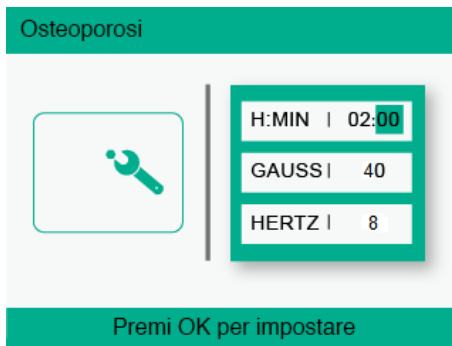 Osteoporosi
H:MIN | 02:00
GAUSS | 40
HERTZ | 8
Premi OK per impostare